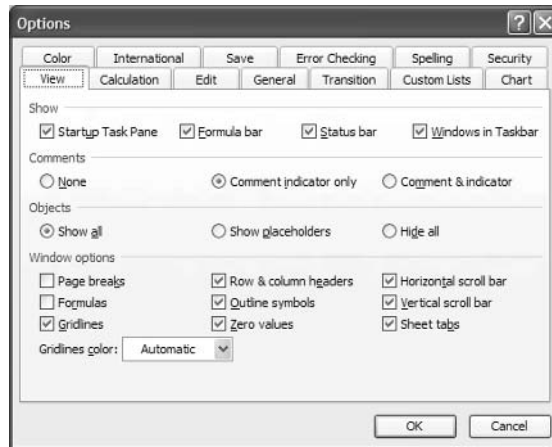 Options
Color International Save Error Checking Spelling Security
View Calculation Edit General Transition Custom Lists Chart
Show
Startup Task Pane Formula bar Status bar Windows in Taskbar
Comments
None Comment indicator only Comment & indicator
Objects
Show all Show placeholders Hide all
Window options
Page breaks Row & column headers Horizontal scroll bar
Formulas Outline symbols Vertical scroll bar
Gridlines Zero values Sheet tabs
Gridlines color: Automatic
OK Cancel